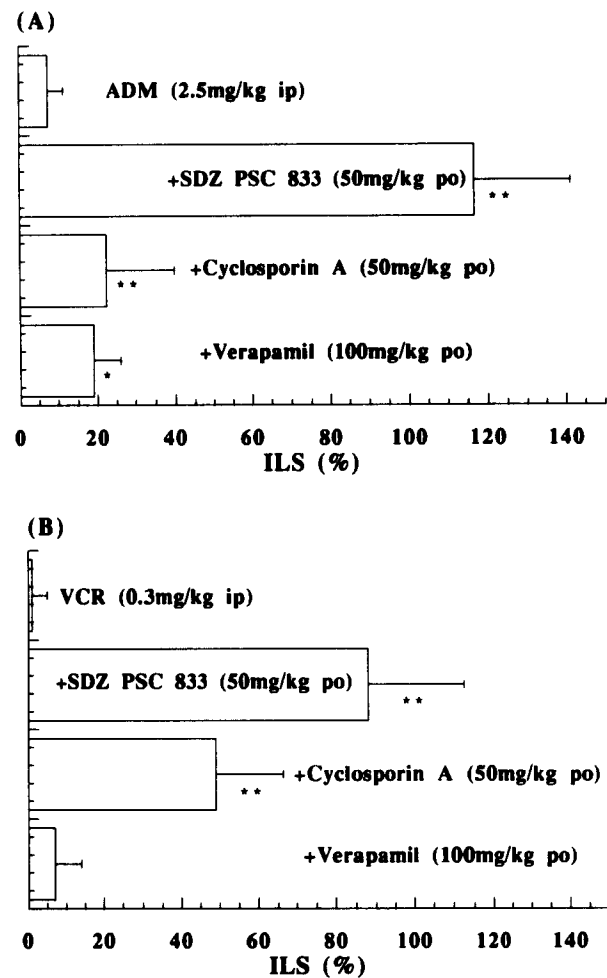 (A)
ADM (2.5mg/kg ip)
+SDZ PSC 833 (50mg/kg po)
**
+Cyclosporin A (50mg/kg po)
**
+Verapamil (100mg/kg po)
*
0 20 40 60 80 100 120 140
ILS (%)
(B)
VCR (0.3mg/kg ip)
+SDZ PSC 833 (50mg/kg po)
**
+Cyclosporin A (50mg/kg po)
**
+Verapamil (100mg/kg po)
0 20 40 60 80 100 120 140
ILS (%)